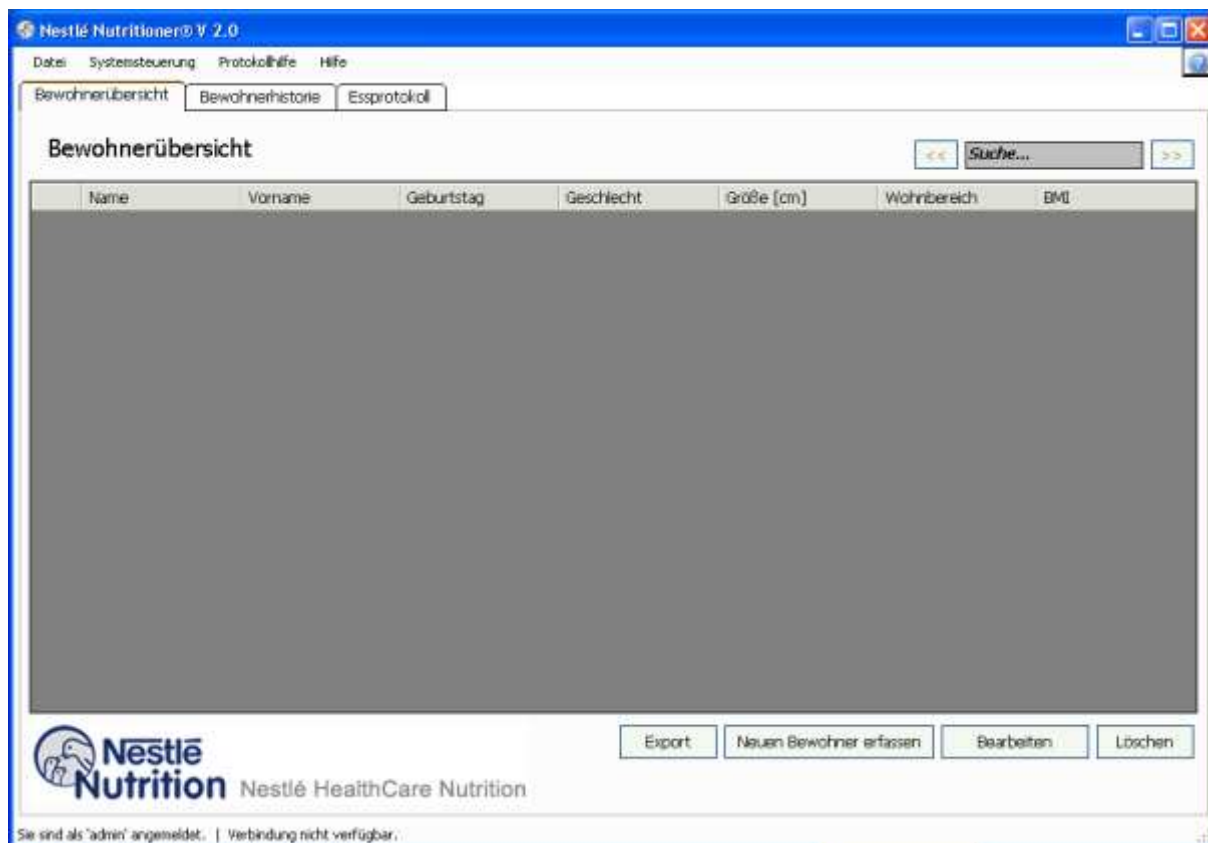 Nestlé Nutritioner® V 2.0
Datei Systemsteuerung Protokollhilfe Hilfe
Bewohnerübersicht Bewohnerhistorie Essprotokoll
Bewohnerübersicht
<< Suche... >>
Name Vorname Geburtstag Geschlecht Größe [cm] Wohnbereich BMI
Export Neuen Bewohner erfassen Bearbeiten Löschen
Nestlé
Nutrition Nestlé HealthCare Nutrition
Sie sind als 'admin' angemeldet. | Verbindung nicht verfügbar.